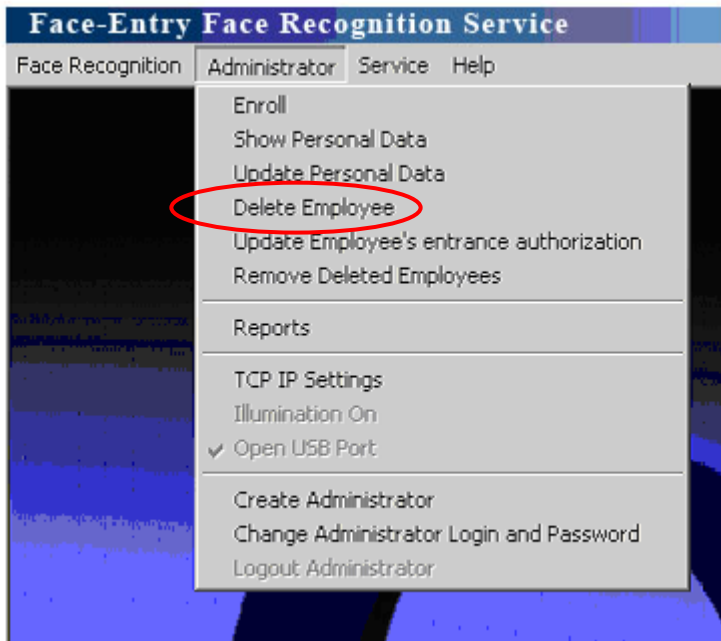 Face-Entry Face Recognition Service
Face Recognition Administrator Service Help
Enroll
Show Personal Data
Update Personal Data
Delete Employee
Update Employee's entrance authorization
Remove Deleted Employees
Reports
TCP IP Settings
Illumination On
Open USB Port
Create Administrator
Change Administrator Login and Password
Logout Administrator